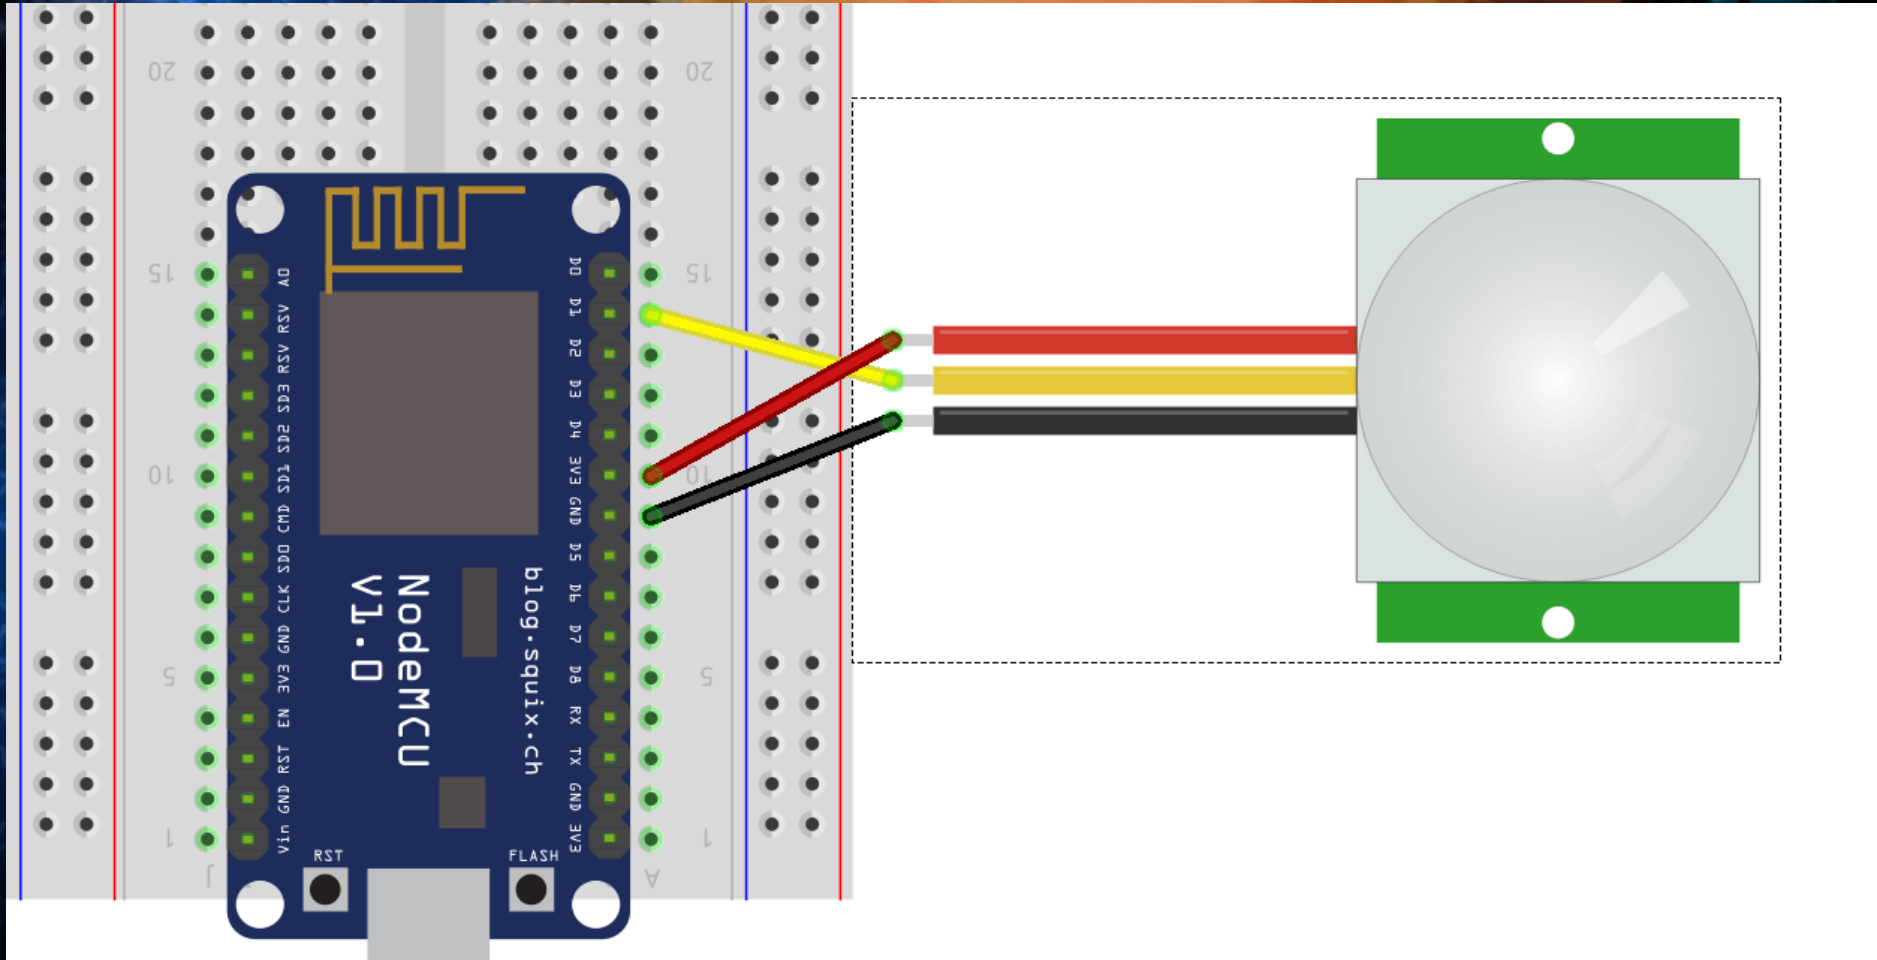 20
20
15
15
10
10
5
5
1
1
J
A
A0
RSV
RSV
SD3
SD2
SD1
CMD
SD0
CLK
GND
3V3
EN
RST
GND
Vin
D0
D1
D2
D3
D4
3V3
GND
D5
D6
D7
D8
RX
TX
GND
3V3
NodeMCU
V1.0
blog.squix.ch
RST
FLASH